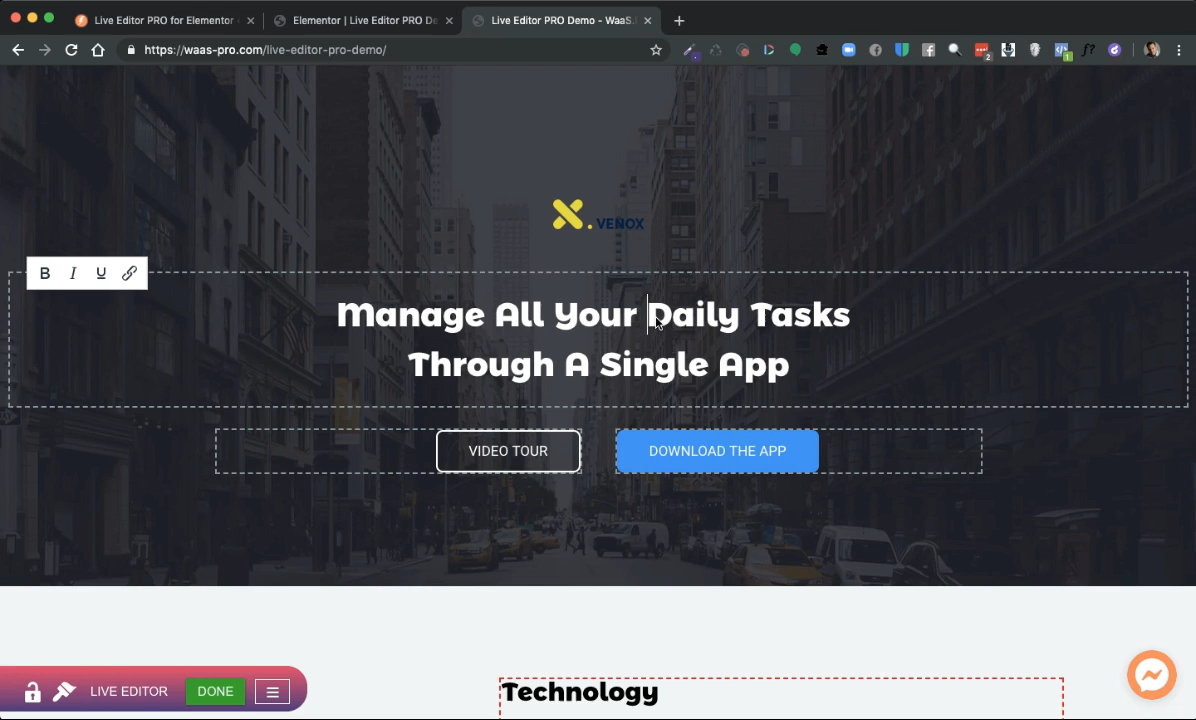 Live Editor PRO for Elementor
Elementor | Live Editor PRO De
Live Editor PRO Demo - WaaS.
https://waas-pro.com/live-editor-pro-demo/
2
1
f?
X. VENOX
B I U
Manage All Your Daily Tasks
Through A Single App
VIDEO TOUR
DOWNLOAD THE APP
LIVE EDITOR
DONE
Technology